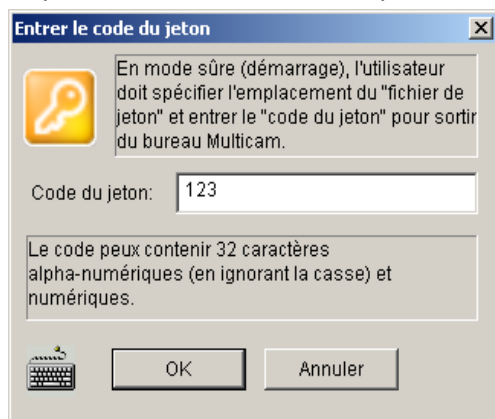 Entrer le code du jeton
En mode sûre (démarrage), l'utilisateur
doit spécifier l'emplacement du "fichier de
jeton" et entrer le "code du jeton" pour sortir
du bureau Multicam.
Code du jeton: 123
Le code peux contenir 32 caractères
alpha-numériques (en ignorant la casse) et
numériques.
OK Annuler